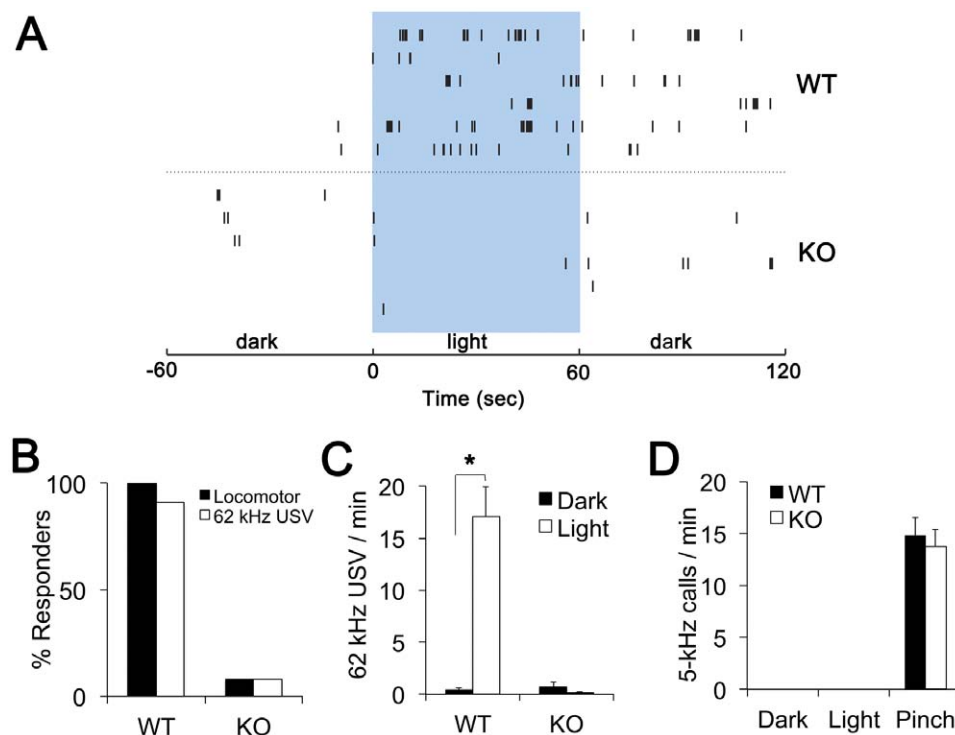 A
WT
KO
dark light dark
-60 0 60 120
Time (sec)
B
% Responders
100
50
0
Locomotor
62 kHz USV
WT KO
C
62 kHz USV / min
20
15
10
5
0
*
Dark
Light
WT KO
D
5-kHz calls / min
20
15
10
5
0
WT
KO
Dark Light Pinch